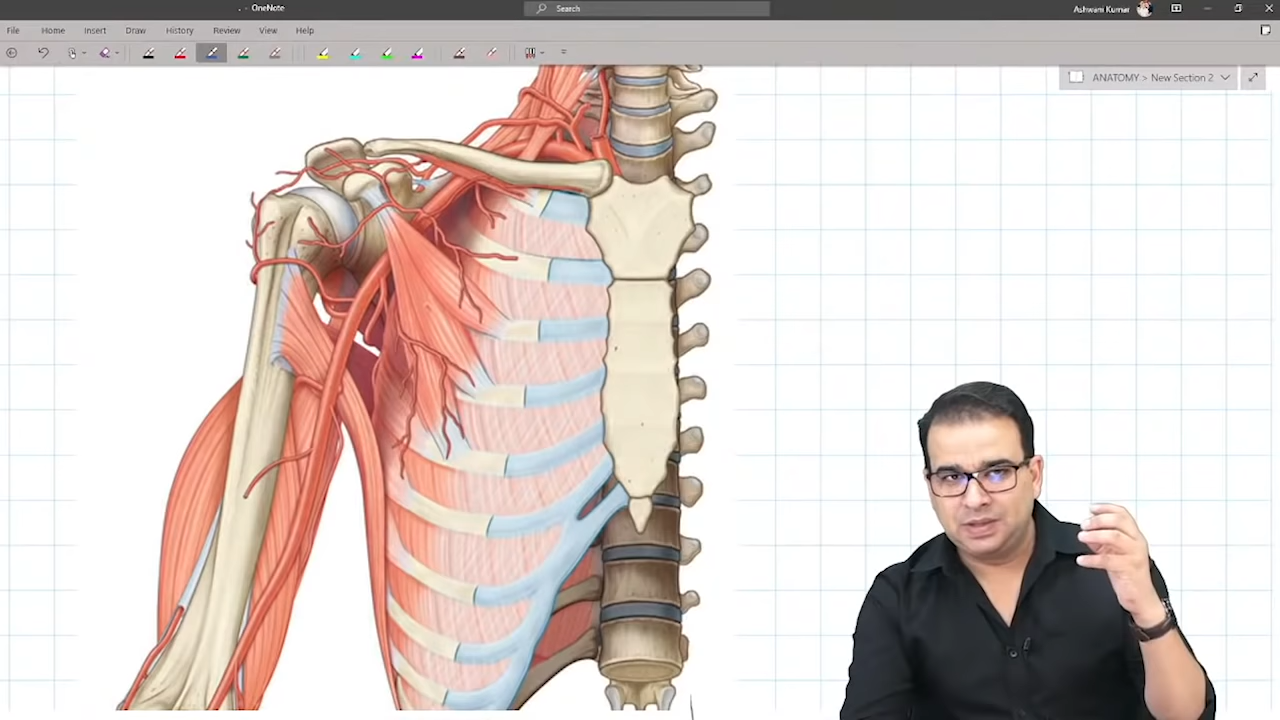 OneNote
Search
Ashwani Kumar
File Home Insert Draw History Review View Help
ANATOMY > New Section 2